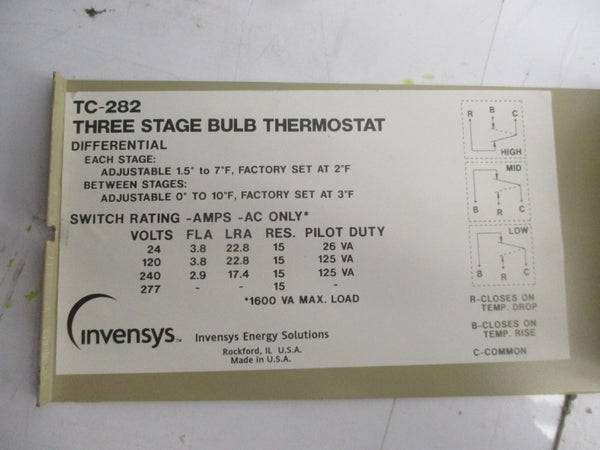 TC-282
THREE STAGE BULB THERMOSTAT
DIFFERENTIAL
EACH STAGE:
ADJUSTABLE 1.5° to 7°F, FACTORY SET AT 2°F
BETWEEN STAGES:
ADJUSTABLE 0° TO 10°F, FACTORY SET AT 3°F
SWITCH RATING -AMPS -AC ONLY*
VOLTS FLA LRA RES. PILOT DUTY
24 3.8 22.8 15 26 VA
120 3.8 22.8 15 125 VA
240 2.9 17.4 15 125 VA
277 - - 15 -
*1600 VA MAX. LOAD
invensys™ Invensys Energy Solutions
Rockford, IL U.S.A.
Made in U.S.A.
B
R C
HIGH
MID
B R C
LOW
B R C
R-CLOSES ON
TEMP. DROP
B-CLOSES ON
TEMP. RISE
C-COMMON